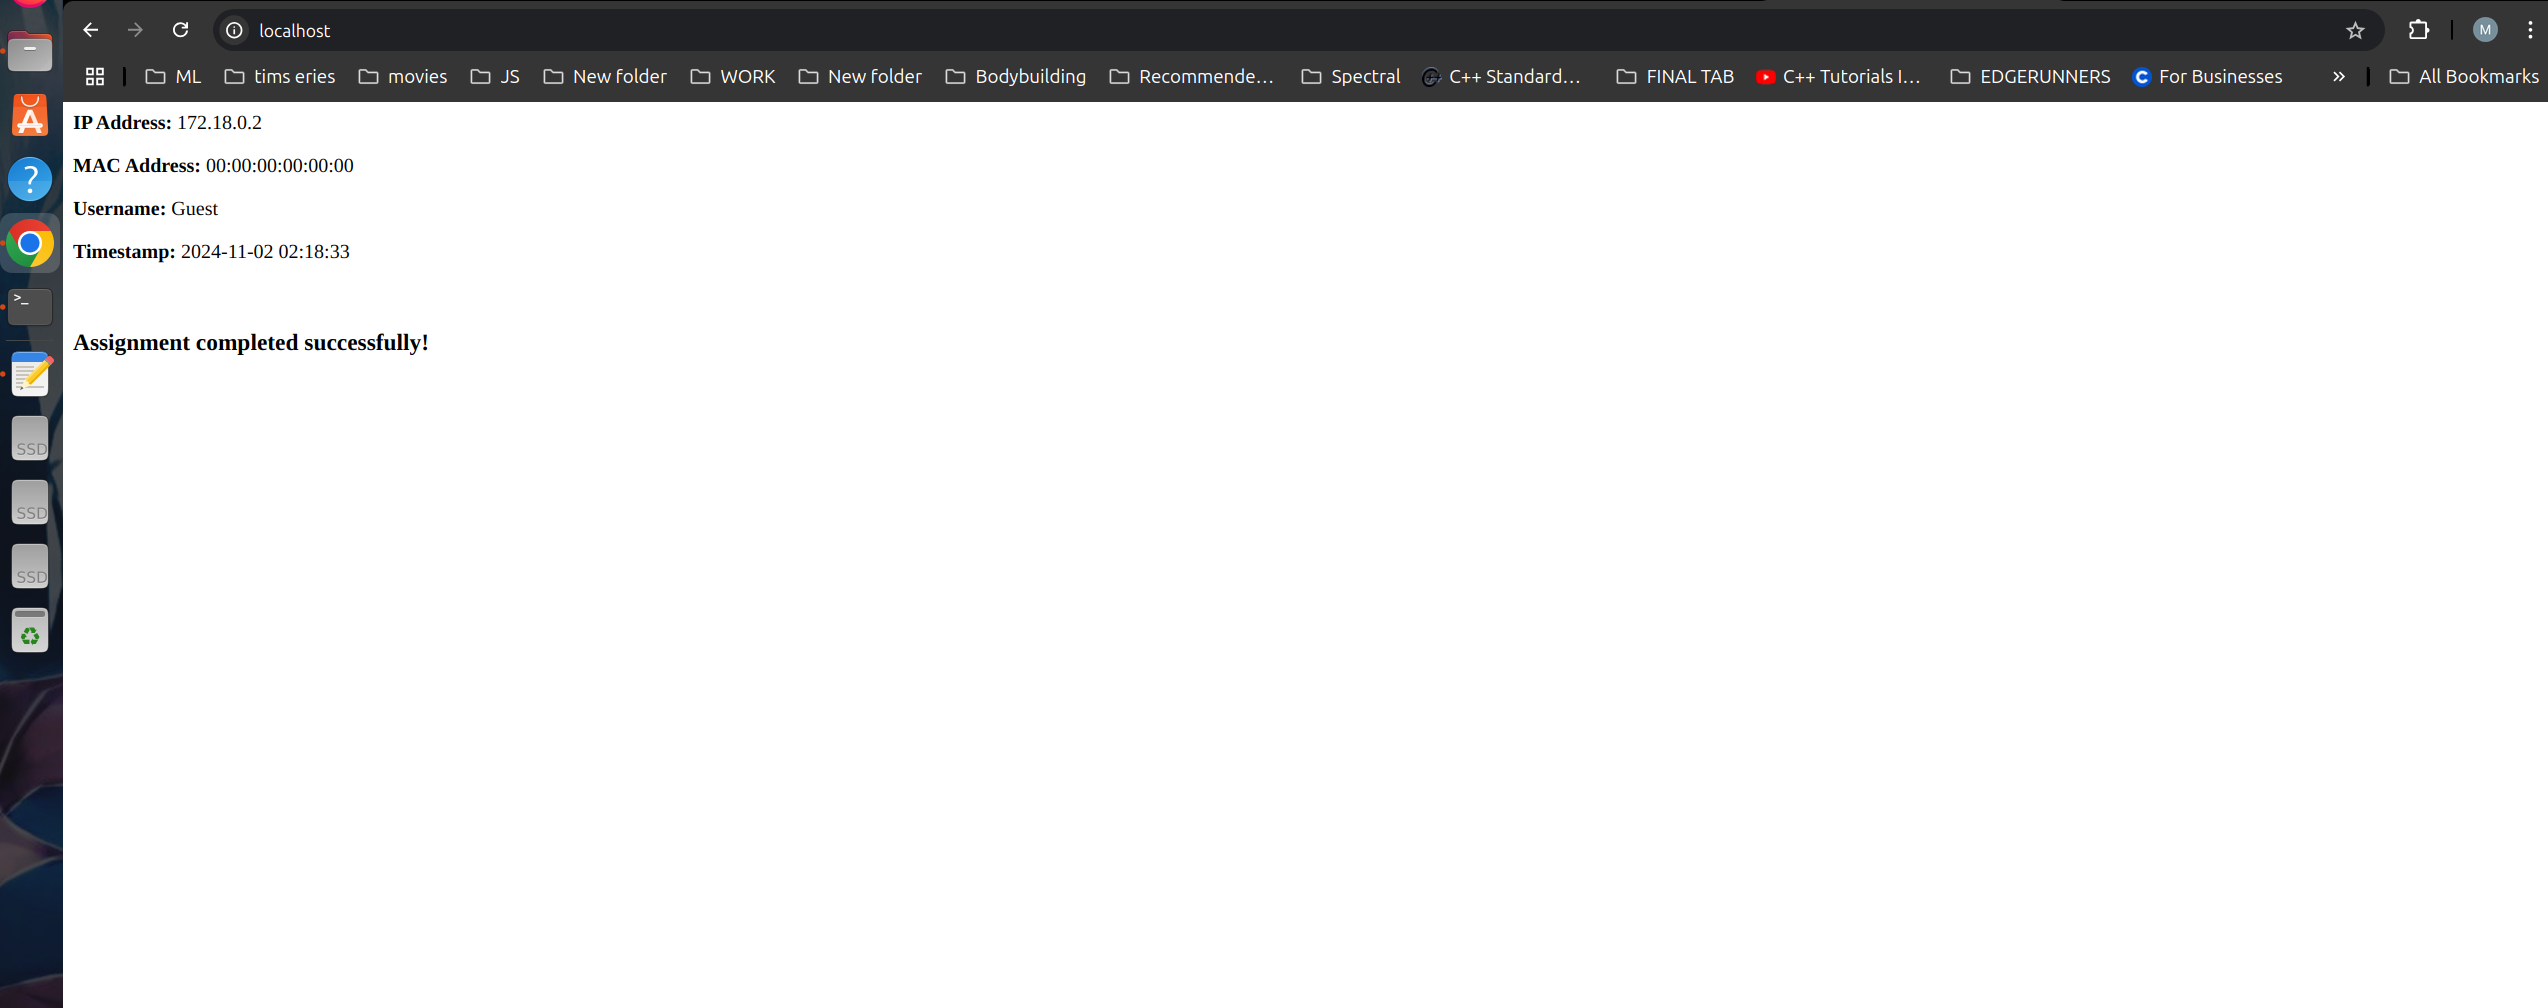 localhost
ML tims eries movies JS New folder WORK New folder Bodybuilding Recommende... Spectral C++ Standard... FINAL TAB C++ Tutorials I... EDGERUNNERS For Businesses » All Bookmarks
M
IP Address: 172.18.0.2
MAC Address: 00:00:00:00:00:00
Username: Guest
Timestamp: 2024-11-02 02:18:33
Assignment completed successfully!
>_
SSD
SSD
SSD